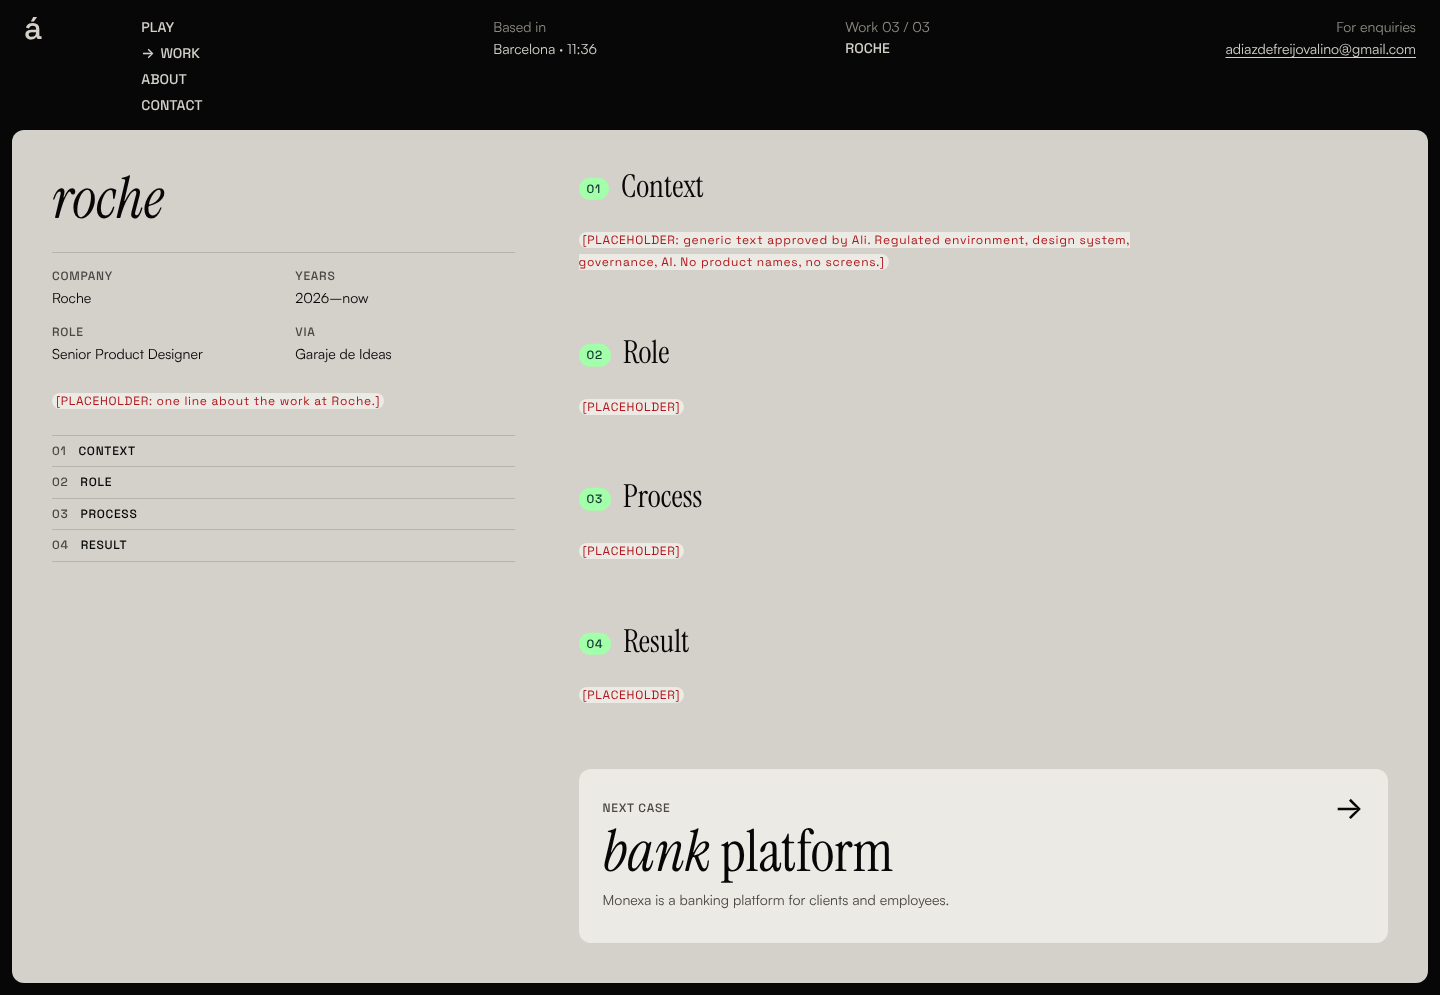 á
PLAY
→ WORK
ABOUT
CONTACT
Based in
Barcelona • 11:36
Work 03 / 03
ROCHE
For enquiries
adiazdefreijovalino@gmail.com
roche
COMPANY
Roche
YEARS
2026—now
ROLE
Senior Product Designer
VIA
Garaje de Ideas
[PLACEHOLDER: one line about the work at Roche.]
01 CONTEXT
02 ROLE
03 PROCESS
04 RESULT
01 Context
[PLACEHOLDER: generic text approved by Ali. Regulated environment, design system,
governance, AI. No product names, no screens.]
02 Role
[PLACEHOLDER]
03 Process
[PLACEHOLDER]
04 Result
[PLACEHOLDER]
NEXT CASE →
bank platform
Monexa is a banking platform for clients and employees.